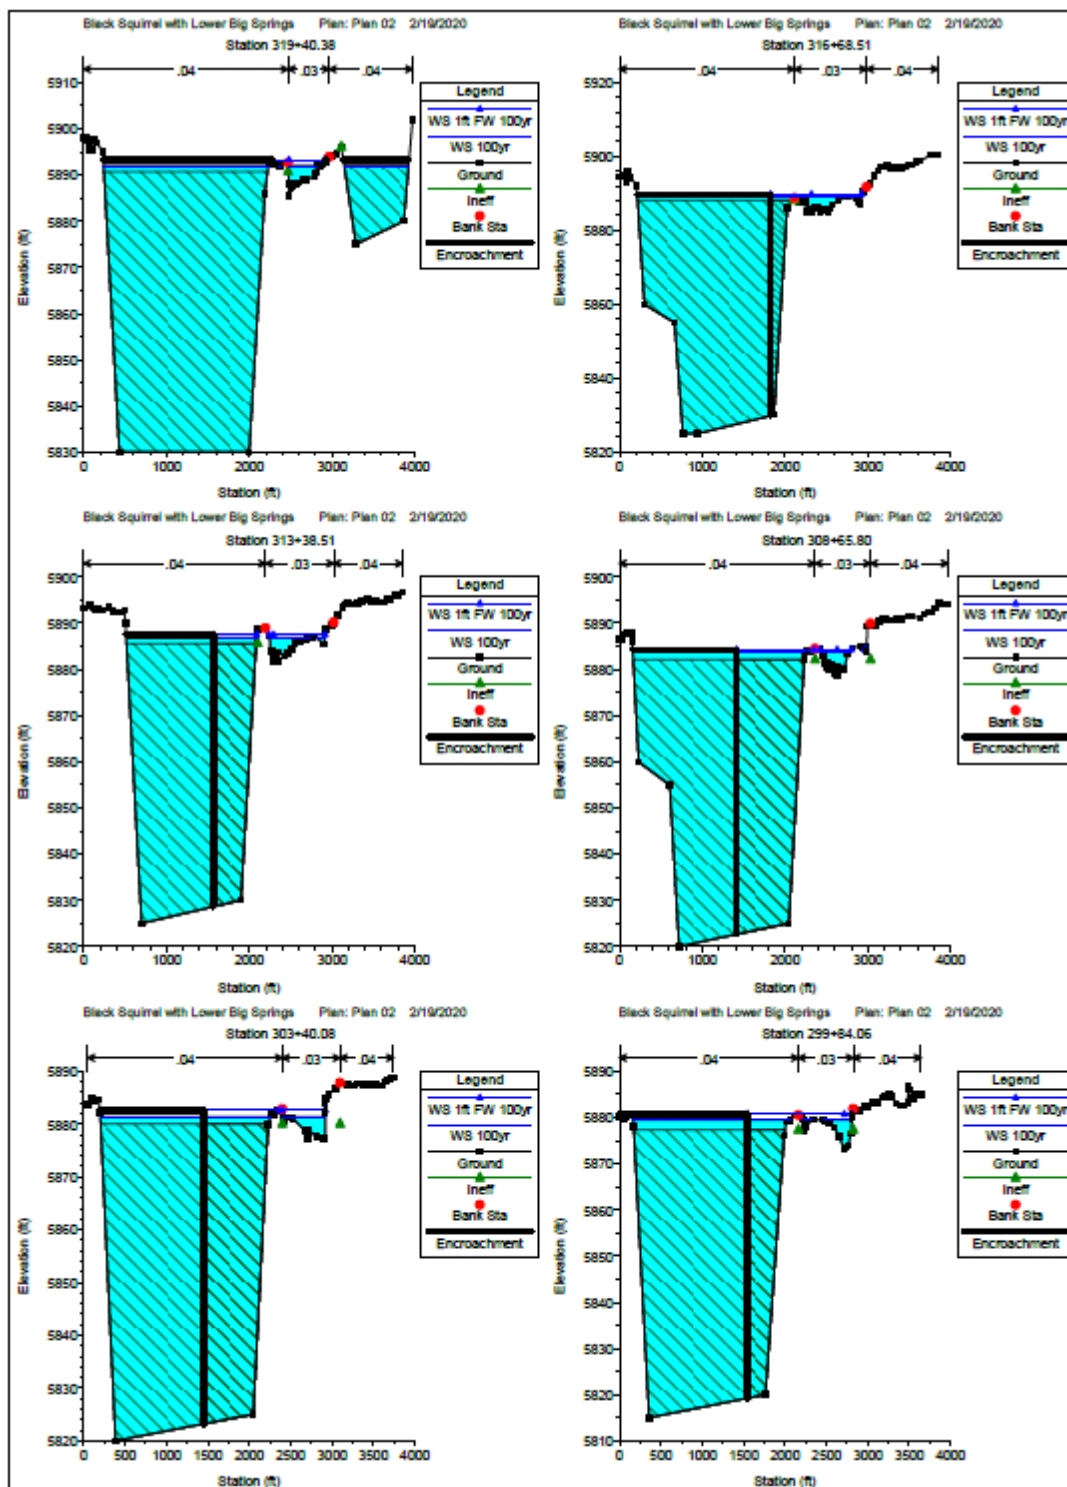 Black Squirrel with Lower Big Springs Plan: Plan 02 2/19/2020
Station 319+40.38
.04 .03 .04
Legend
WS 1ft FW 100yr
WS 100yr
Ground
Ineff
Bank Sta
Encroachment
5910
5900
5890
5880
5870
5860
5850
5840
5830
Elevation (ft)
0 1000 2000 3000 4000
Station (ft)
Black Squirrel with Lower Big Springs Plan: Plan 02 2/19/2020
Station 316+68.51
.04 .03 .04
Legend
WS 1ft FW 100yr
WS 100yr
Ground
Ineff
Bank Sta
Encroachment
5920
5900
5880
5860
5840
5820
Elevation (ft)
0 1000 2000 3000 4000
Station (ft)
Black Squirrel with Lower Big Springs Plan: Plan 02 2/19/2020
Station 313+38.51
.04 .03 .04
Legend
WS 1ft FW 100yr
WS 100yr
Ground
Ineff
Bank Sta
Encroachment
5900
5890
5880
5870
5860
5850
5840
5830
5820
Elevation (ft)
0 1000 2000 3000 4000
Station (ft)
Black Squirrel with Lower Big Springs Plan: Plan 02 2/19/2020
Station 308+65.80
.04 .03 .04
Legend
WS 1ft FW 100yr
WS 100yr
Ground
Ineff
Bank Sta
Encroachment
5900
5890
5880
5870
5860
5850
5840
5830
5820
Elevation (ft)
0 1000 2000 3000 4000
Station (ft)
Black Squirrel with Lower Big Springs Plan: Plan 02 2/19/2020
Station 303+40.08
.04 .03 .04
Legend
WS 1ft FW 100yr
WS 100yr
Ground
Ineff
Bank Sta
Encroachment
5890
5880
5870
5860
5850
5840
5830
5820
Elevation (ft)
0 500 1000 1500 2000 2500 3000 3500 4000
Station (ft)
Black Squirrel with Lower Big Springs Plan: Plan 02 2/19/2020
Station 299+84.06
.04 .03 .04
Legend
WS 1ft FW 100yr
WS 100yr
Ground
Ineff
Bank Sta
Encroachment
5890
5880
5870
5860
5850
5840
5830
5820
5810
Elevation (ft)
0 500 1000 1500 2000 2500 3000 3500 4000
Station (ft)